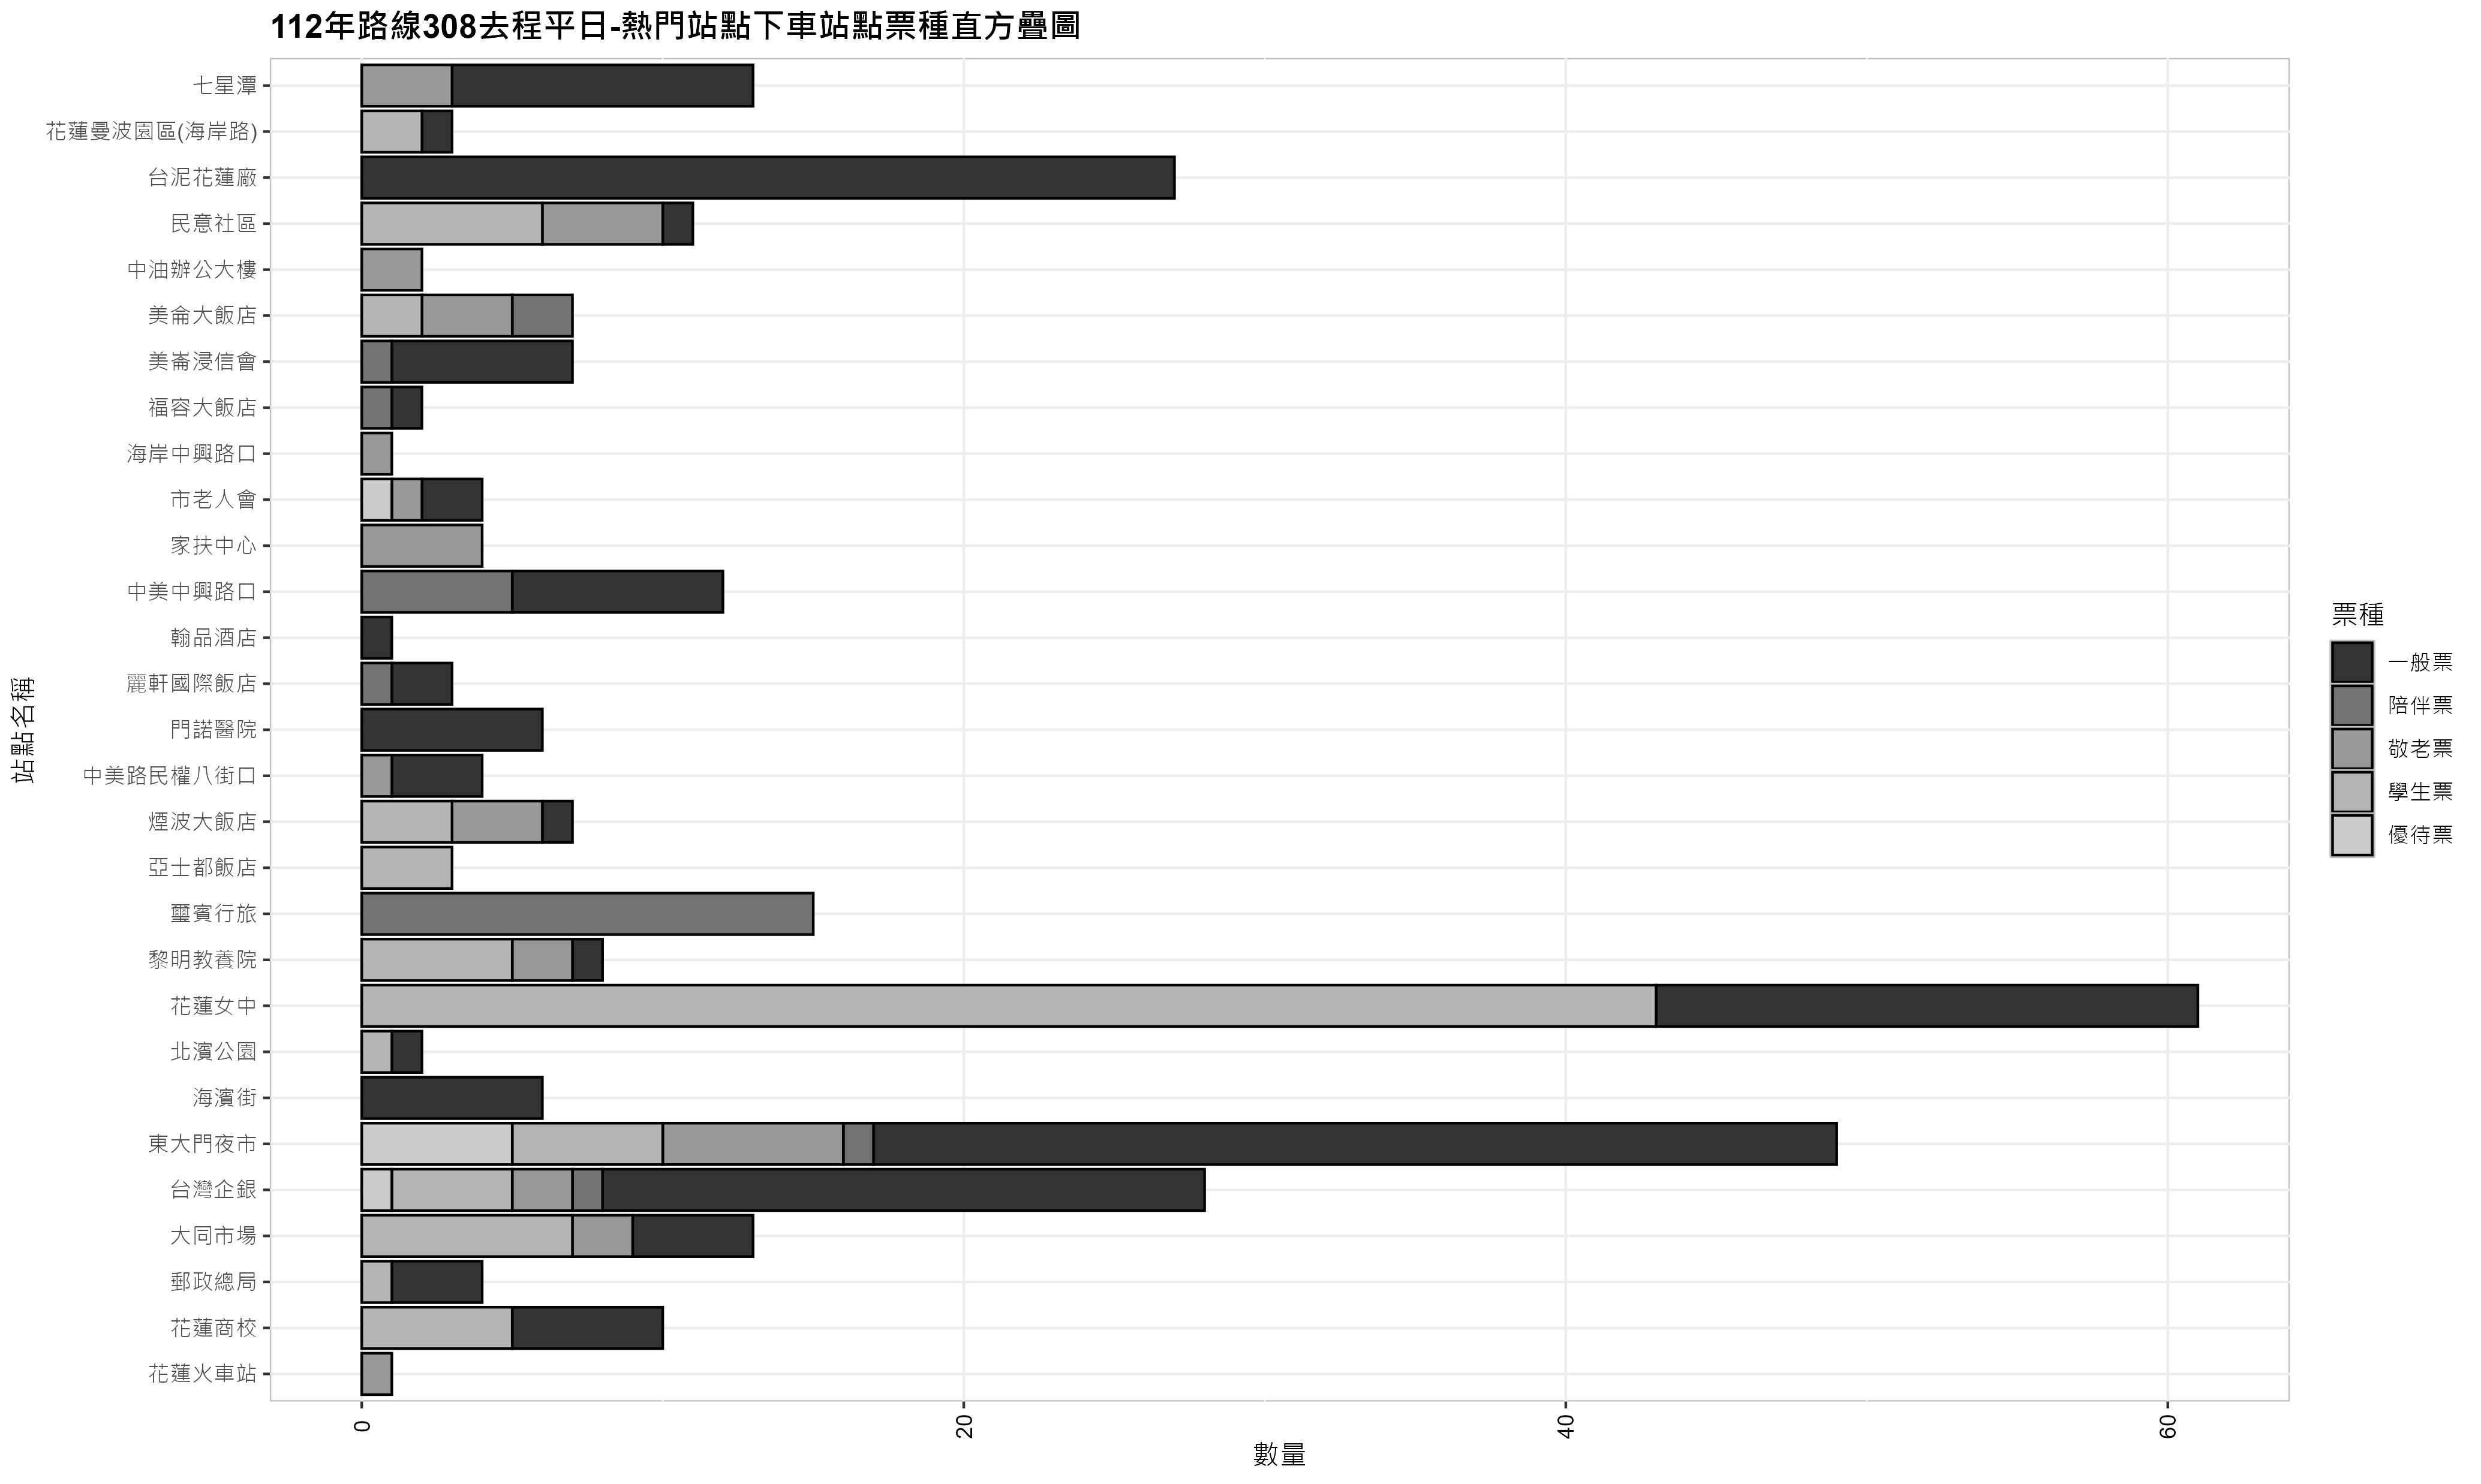 112年路線308去程平日-熱門站點下車站點票種直方疊圖
七星潭
花蓮曼波園區(海岸路)
台泥花蓮廠
民意社區
中油辦公大樓
美侖大飯店
美崙浸信會
福容大飯店
海岸中興路口
市老人會
家扶中心
中美中興路口
翰品酒店
麗軒國際飯店
門諾醫院
中美路民權八街口
煙波大飯店
亞士都飯店
璽賓行旅
黎明教養院
花蓮女中
北濱公園
海濱街
東大門夜市
台灣企銀
大同市場
郵政總局
花蓮商校
花蓮火車站
站點名稱
0
20
40
60
數量
票種
一般票
陪伴票
敬老票
學生票
優待票